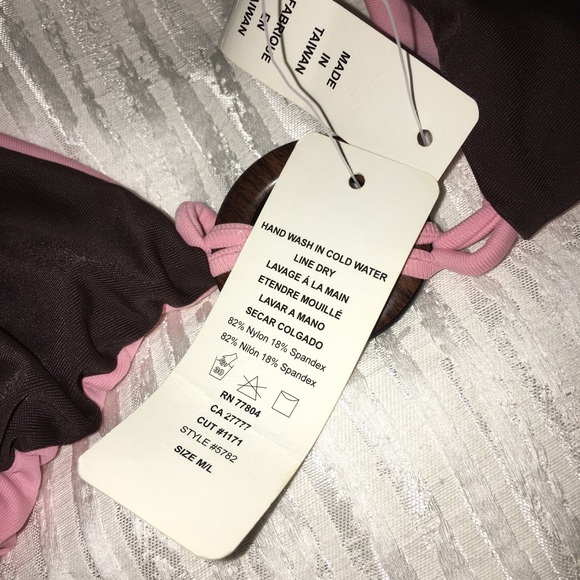 FABRIQUE
EN
TAIWAN
MADE
IN
TAIWAN
HAND WASH IN COLD WATER
LINE DRY
LAVAGE Á LA MAIN
ETENDRE MOUILLÉ
LAVAR A MANO
SECAR COLGADO
82% Nylon 18% Spandex
82% Nilón 18% Spandex
30
RN 77804
CA 27777
CUT #1171
STYLE #5782
SIZE M/L